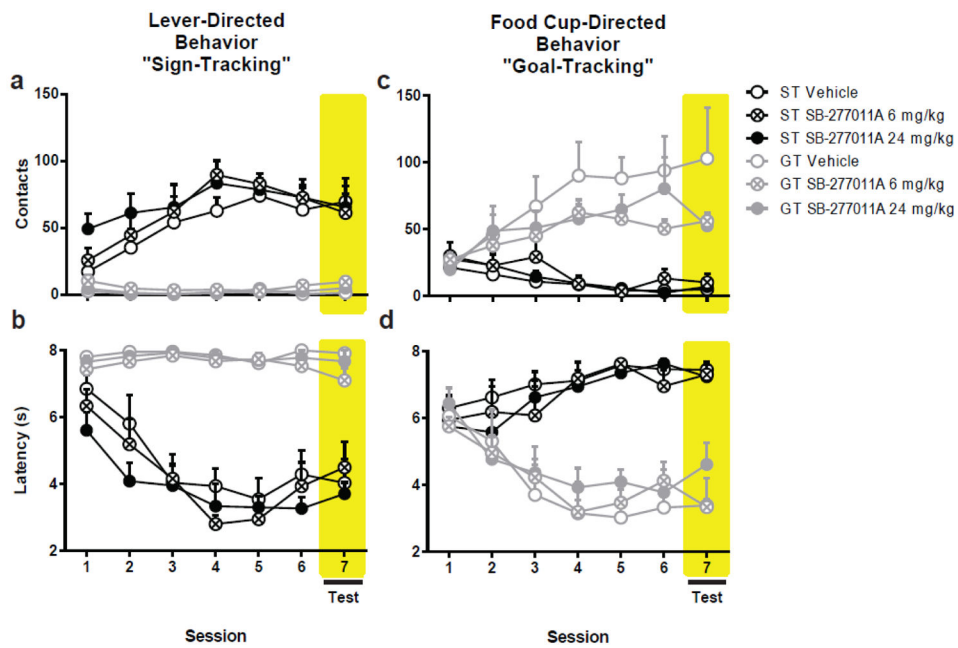 Lever-Directed
Behavior
"Sign-Tracking"
Food Cup-Directed
Behavior
"Goal-Tracking"
a
150
100
50
0
Contacts
c
150
100
50
0
ST Vehicle
ST SB-277011A 6 mg/kg
ST SB-277011A 24 mg/kg
GT Vehicle
GT SB-277011A 6 mg/kg
GT SB-277011A 24 mg/kg
b
8
6
4
2
Latency (s)
1 2 3 4 5 6 7
Test
Session
d
8
6
4
2
1 2 3 4 5 6 7
Test
Session